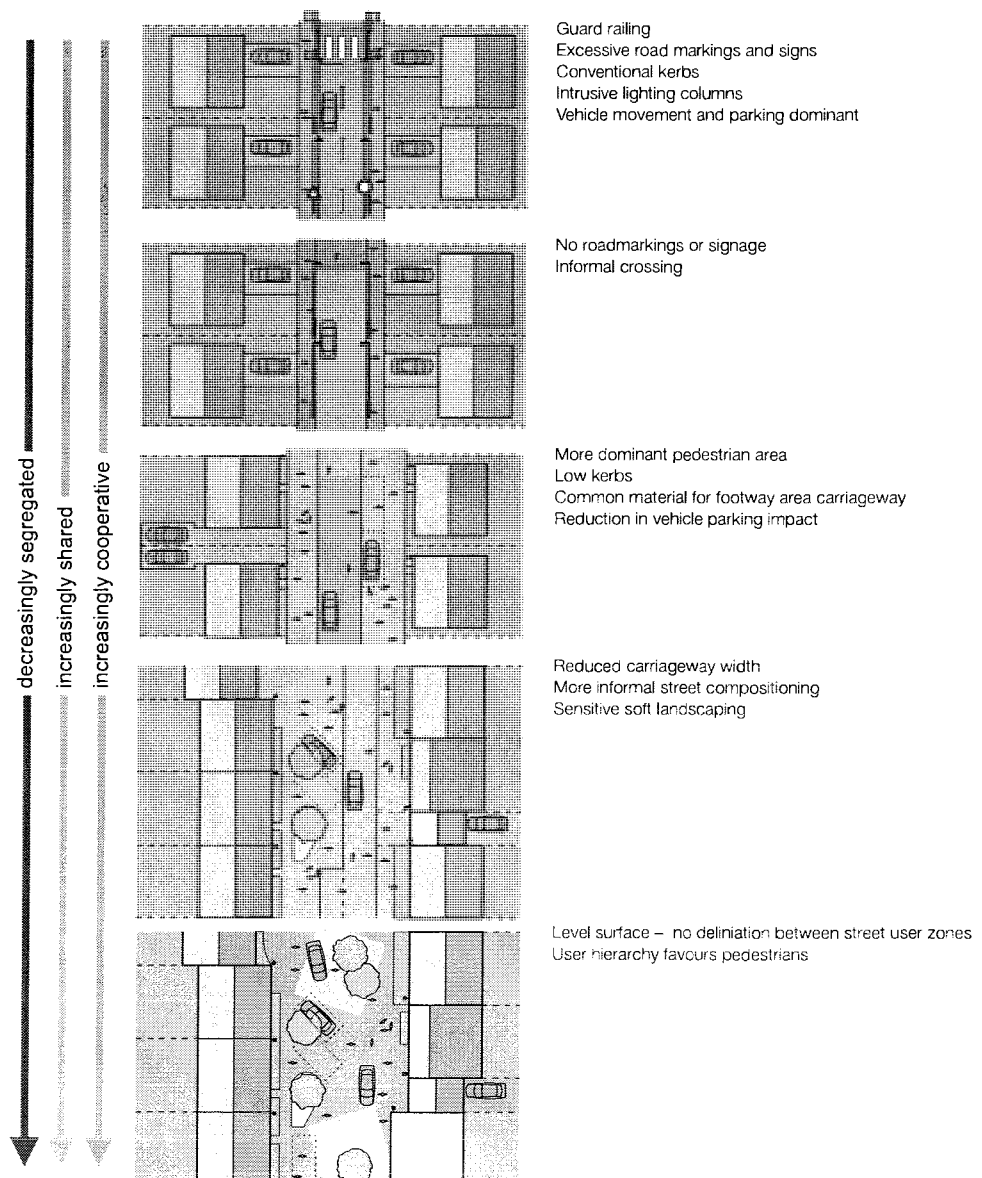 Guard railing
Excessive road markings and signs
Conventional kerbs
Intrusive lighting columns
Vehicle movement and parking dominant
No roadmarkings or signage
Informal crossing
More dominant pedestrian area
Low kerbs
Common material for footway area carriageway
Reduction in vehicle parking impact
decreasingly segregated
increasingly shared
increasingly cooperative
Reduced carriageway width
More informal street compositioning
Sensitive soft landscaping
Level surface – no deliniation between street user zones
User hierarchy favours pedestrians